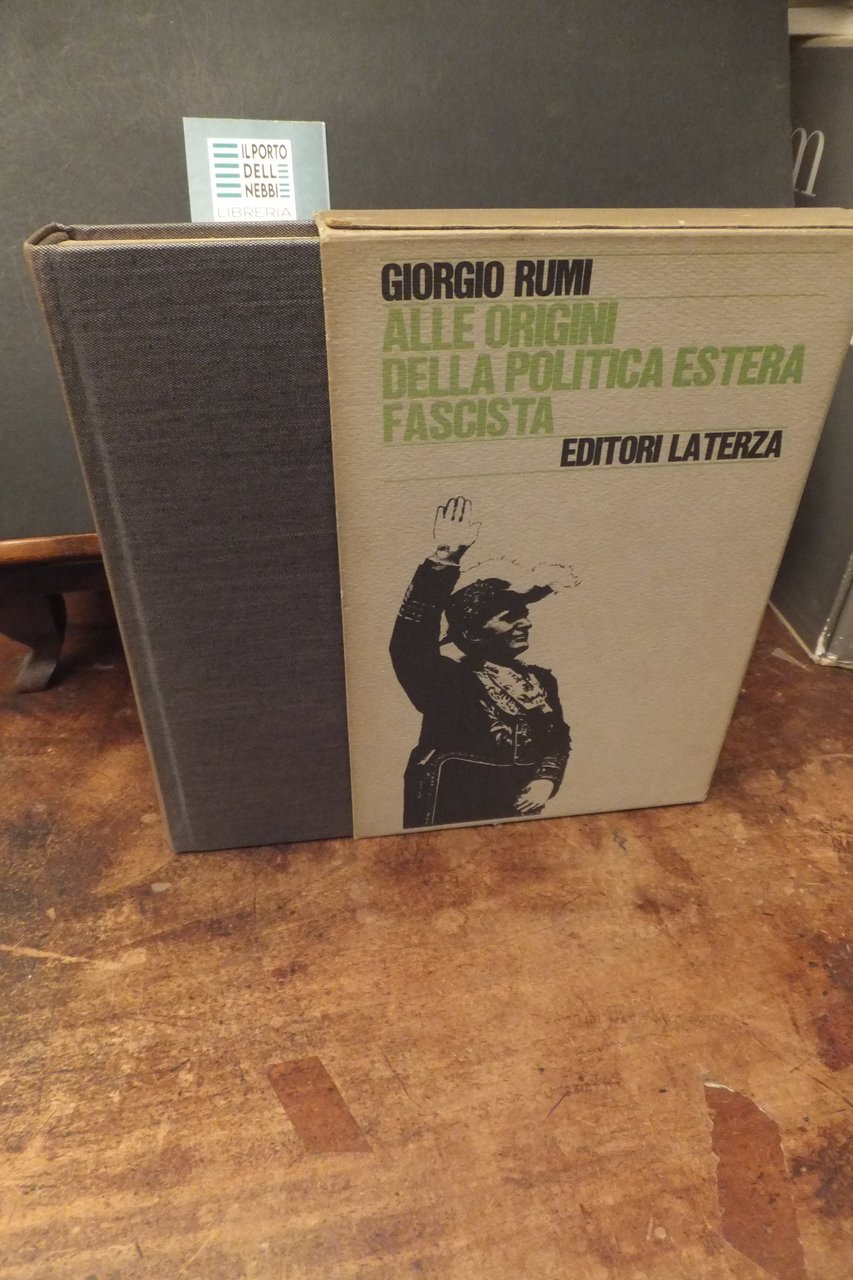 IL PORTO
DELLE
NEBBIE
LIBRERIA
GIORGIO RUMI
ALLE ORIGINI
DELLA POLITICA ESTERA
FASCISTA
EDITORI LATERZA